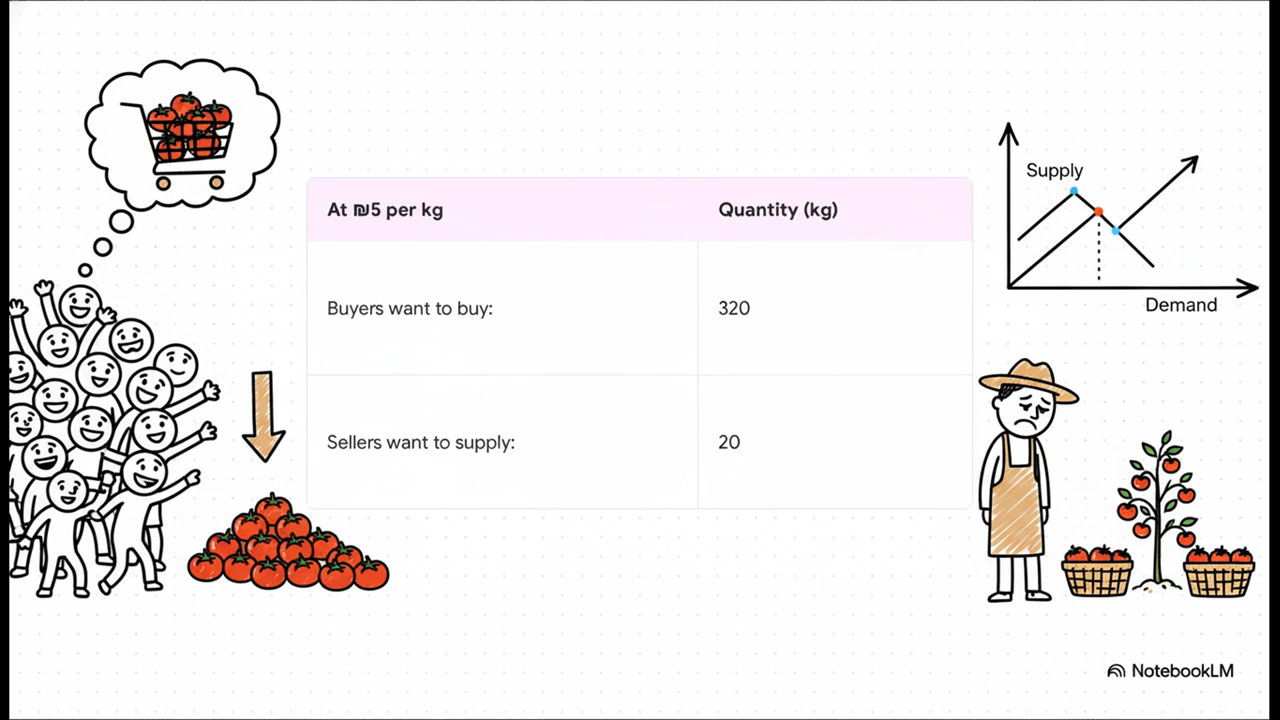 Supply
At ₪5 per kg
Quantity (kg)
Buyers want to buy:
320
Demand
Sellers want to supply:
20
NotebookLM